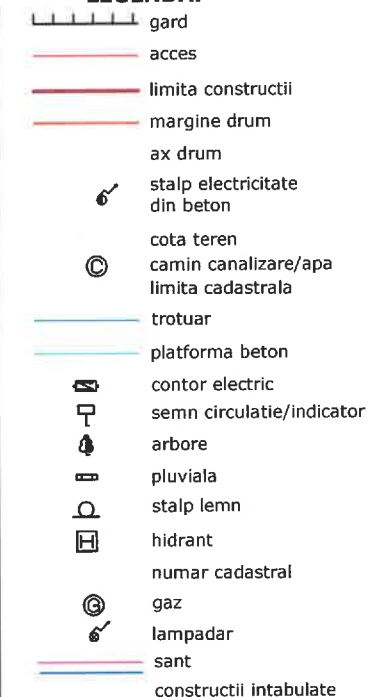 LEGENDA:
gard
acces
limita constructii
margine drum
ax drum
stalp electricitate
din beton
cota teren
C camin canalizare/apa
limita cadastrala
trotuar
platforma beton
contor electric
semn circulatie/indicator
arbore
pluviala
stalp lemn
H hidrant
numar cadastral
G gaz
lampadar
sant
constructii intabulate